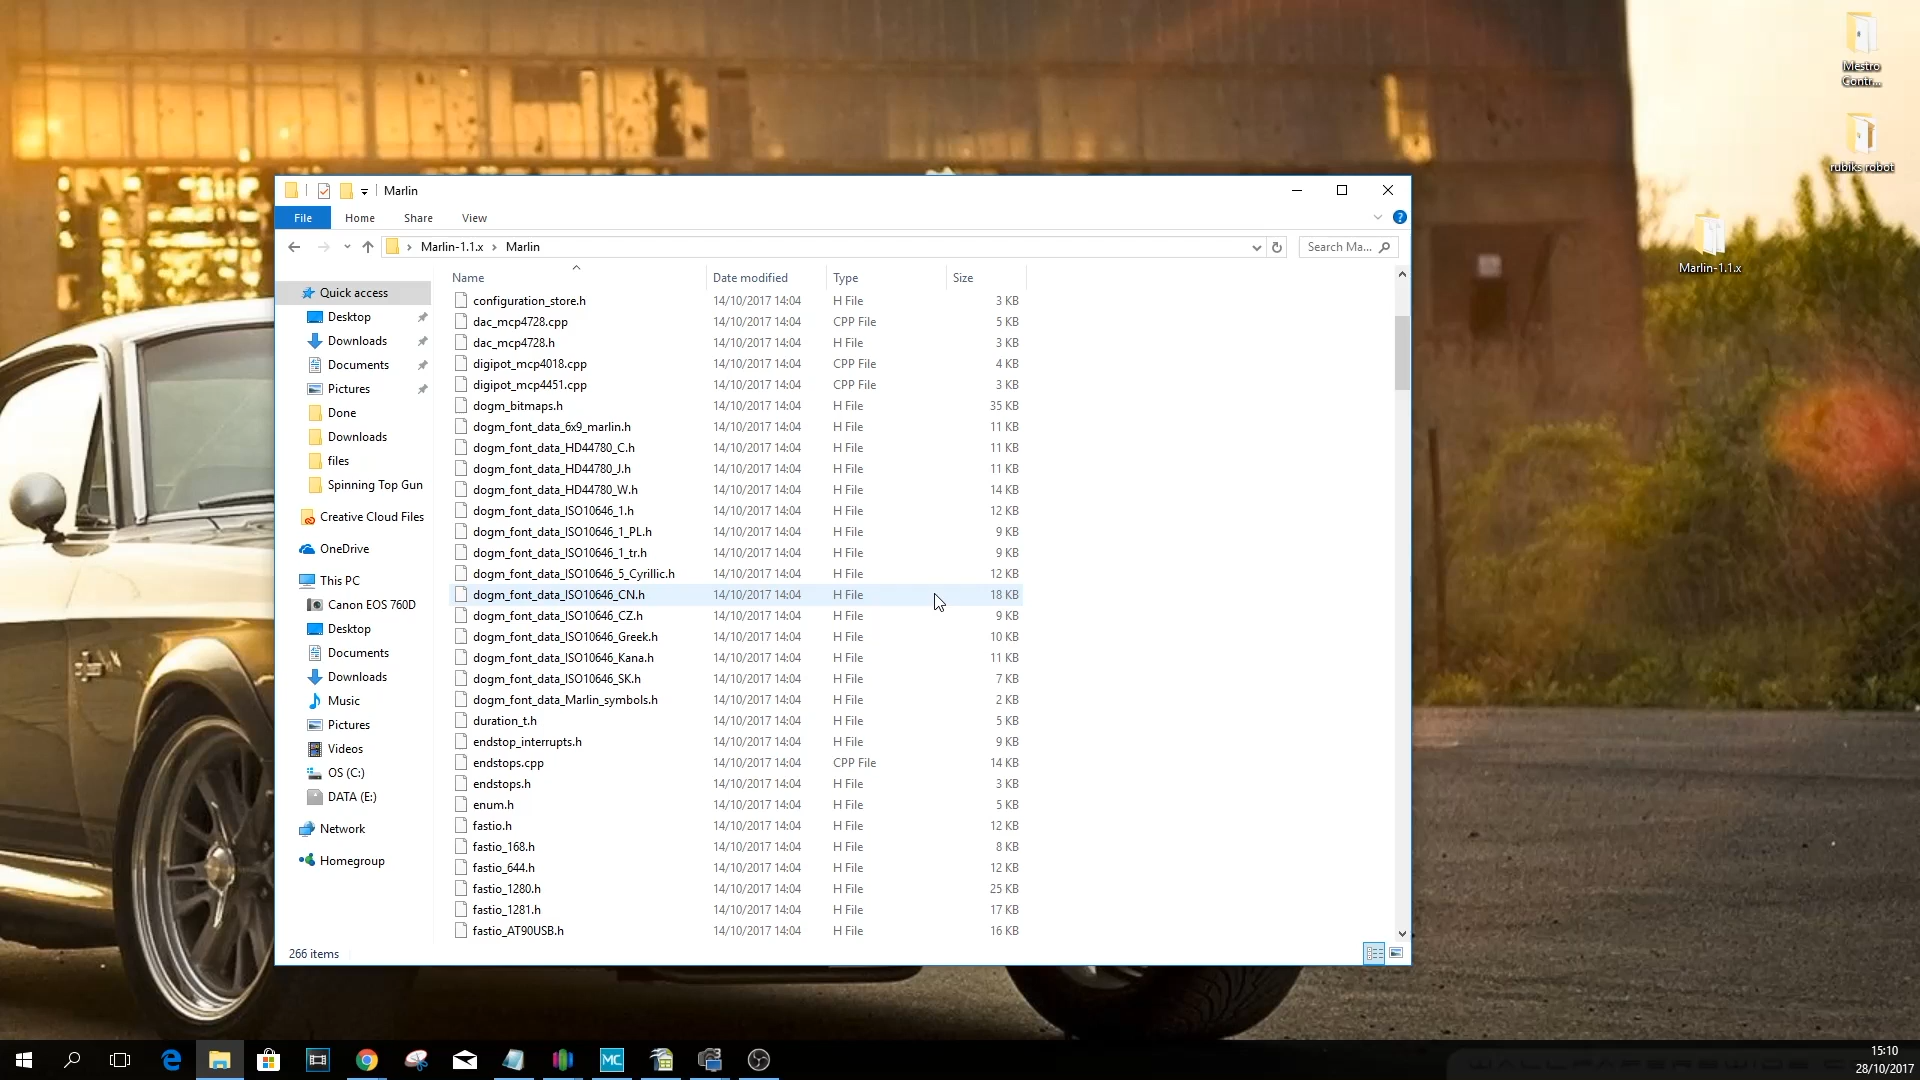 Mestro
Contr...
rubiks robot
Marlin-1.1.x
Marlin
File Home Share View
Marlin-1.1.x Marlin
Search Ma...
Name Date modified Type Size
Quick access
Desktop
Downloads
Documents
Pictures
Done
Downloads
files
Spinning Top Gun
Creative Cloud Files
OneDrive
This PC
Canon EOS 760D
Desktop
Documents
Downloads
Music
Pictures
Videos
OS (C:)
DATA (E:)
Network
Homegroup
configuration_store.h 14/10/2017 14:04 H File 3 KB
dac_mcp4728.cpp 14/10/2017 14:04 CPP File 5 KB
dac_mcp4728.h 14/10/2017 14:04 H File 3 KB
digipot_mcp4018.cpp 14/10/2017 14:04 CPP File 4 KB
digipot_mcp4451.cpp 14/10/2017 14:04 CPP File 3 KB
dogm_bitmaps.h 14/10/2017 14:04 H File 35 KB
dogm_font_data_6x9_marlin.h 14/10/2017 14:04 H File 11 KB
dogm_font_data_HD44780_C.h 14/10/2017 14:04 H File 11 KB
dogm_font_data_HD44780_J.h 14/10/2017 14:04 H File 11 KB
dogm_font_data_HD44780_W.h 14/10/2017 14:04 H File 14 KB
dogm_font_data_ISO10646_1.h 14/10/2017 14:04 H File 12 KB
dogm_font_data_ISO10646_1_PL.h 14/10/2017 14:04 H File 9 KB
dogm_font_data_ISO10646_1_tr.h 14/10/2017 14:04 H File 9 KB
dogm_font_data_ISO10646_5_Cyrillic.h 14/10/2017 14:04 H File 12 KB
dogm_font_data_ISO10646_CN.h 14/10/2017 14:04 H File 18 KB
dogm_font_data_ISO10646_CZ.h 14/10/2017 14:04 H File 9 KB
dogm_font_data_ISO10646_Greek.h 14/10/2017 14:04 H File 10 KB
dogm_font_data_ISO10646_Kana.h 14/10/2017 14:04 H File 11 KB
dogm_font_data_ISO10646_SK.h 14/10/2017 14:04 H File 7 KB
dogm_font_data_Marlin_symbols.h 14/10/2017 14:04 H File 2 KB
duration_t.h 14/10/2017 14:04 H File 5 KB
endstop_interrupts.h 14/10/2017 14:04 H File 9 KB
endstops.cpp 14/10/2017 14:04 CPP File 14 KB
endstops.h 14/10/2017 14:04 H File 3 KB
enum.h 14/10/2017 14:04 H File 5 KB
fastio.h 14/10/2017 14:04 H File 12 KB
fastio_168.h 14/10/2017 14:04 H File 8 KB
fastio_644.h 14/10/2017 14:04 H File 12 KB
fastio_1280.h 14/10/2017 14:04 H File 25 KB
fastio_1281.h 14/10/2017 14:04 H File 17 KB
fastio_AT90USB.h 14/10/2017 14:04 H File 16 KB
266 items
MC
15:10
28/10/2017